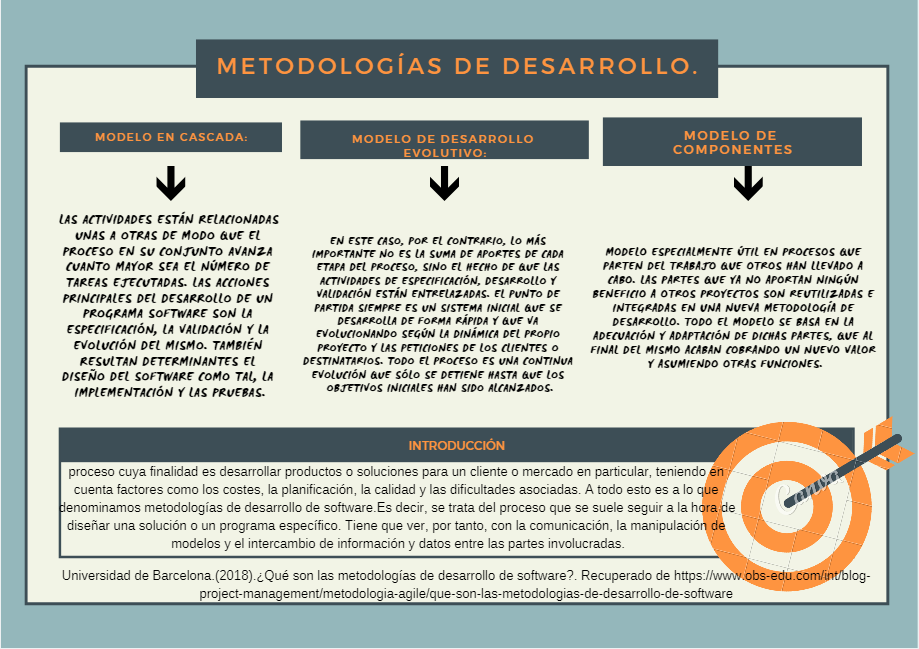 METODOLOGÍAS DE DESARROLLO.
MODELO EN CASCADA:
LAS ACTIVIDADES ESTÁN RELACIONADAS
UNAS A OTRAS DE MODO QUE EL
PROCESO EN SU CONJUNTO AVANZA
CUANTO MAYOR SEA EL NÚMERO DE
TAREAS EJECUTADAS. LAS ACCIONES
PRINCIPALES DEL DESARROLLO DE UN
PROGRAMA SOFTWARE SON LA
ESPECIFICACIÓN, LA VALIDACIÓN Y LA
EVOLUCIÓN DEL MISMO. TAMBIÉN
RESULTAN DETERMINANTES EL
DISEÑO DEL SOFTWARE COMO TAL, LA
IMPLEMENTACIÓN Y LAS PRUEBAS.
MODELO DE DESARROLLO
EVOLUTIVO:
EN ESTE CASO, POR EL CONTRARIO, LO MÁS
IMPORTANTE NO ES LA SUMA DE APORTES DE CADA
ETAPA DEL PROCESO, SINO EL HECHO DE QUE LAS
ACTIVIDADES DE ESPECIFICACIÓN, DESARROLLO Y
VALIDACIÓN ESTÁN ENTRELAZADAS. EL PUNTO DE
PARTIDA SIEMPRE ES UN SISTEMA INICIAL QUE SE
DESARROLLA DE FORMA RÁPIDA Y QUE VA
EVOLUCIONANDO SEGÚN LA DINÁMICA DEL PROPIO
PROYECTO Y LAS PETICIONES DE LOS CLIENTES O
DESTINATARIOS. TODO EL PROCESO ES UNA CONTINUA
EVOLUCIÓN QUE SÓLO SE DETIENE HASTA QUE LOS
OBJETIVOS INICIALES HAN SIDO ALCANZADOS.
MODELO DE
COMPONENTES
MODELO ESPECIALMENTE ÚTIL EN PROCESOS QUE
PARTEN DEL TRABAJO QUE OTROS HAN LLEVADO A
CABO. LAS PARTES QUE YA NO APORTAN NINGÚN
BENEFICIO A OTROS PROYECTOS SON REUTILIZADAS E
INTEGRADAS EN UNA NUEVA METODOLOGÍA DE
DESARROLLO. TODO EL MODELO SE BASA EN LA
ADECUACIÓN Y ADAPTACIÓN DE DICHAS PARTES, QUE AL
FINAL DEL MISMO ACABAN COBRANDO UN NUEVO VALOR
Y ASUMIENDO OTRAS FUNCIONES.
INTRODUCCIÓN
proceso cuya finalidad es desarrollar productos o soluciones para un cliente o mercado en particular, teniendo en
cuenta factores como los costes, la planificación, la calidad y las dificultades asociadas. A todo esto es a lo que
denominamos metodologías de desarrollo de software.Es decir, se trata del proceso que se suele seguir a la hora de
diseñar una solución o un programa específico. Tiene que ver, por tanto, con la comunicación, la manipulación de
modelos y el intercambio de información y datos entre las partes involucradas.
Universidad de Barcelona.(2018).¿Qué son las metodologías de desarrollo de software?. Recuperado de https://www.obs-edu.com/int/blog-
project-management/metodologia-agile/que-son-las-metodologias-de-desarrollo-de-software